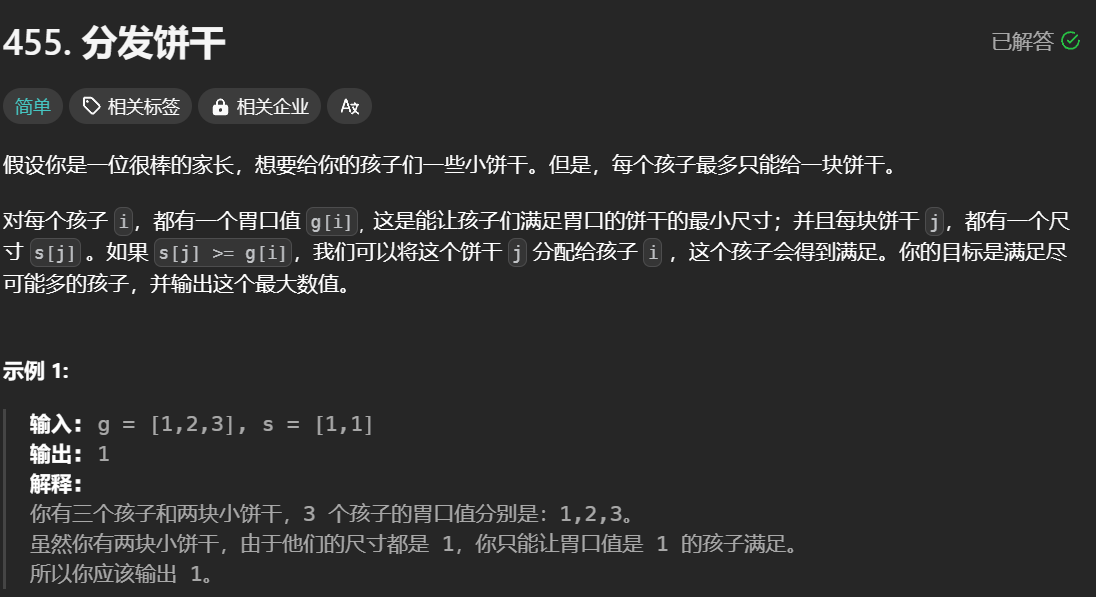 455. 分发饼干
已解答
简单
相关标签
相关企业
假设你是一位很棒的家长，想要给你的孩子们一些小饼干。但是，每个孩子最多只能给一块饼干。
对每个孩子 i，都有一个胃口值 g[i]，这是能让孩子们满足胃口的饼干的最小尺寸；并且每块饼干 j，都有一个尺
寸 s[j] 。如果 s[j] >= g[i]，我们可以将这个饼干 j 分配给孩子 i ，这个孩子会得到满足。你的目标是满足尽
可能多的孩子，并输出这个最大数值。
示例 1:
输入: g = [1,2,3], s = [1,1]
输出: 1
解释:
你有三个孩子和两块小饼干，3 个孩子的胃口值分别是：1,2,3。
虽然你有两块小饼干，由于他们的尺寸都是 1，你只能让胃口值是 1 的孩子满足。
所以你应该输出 1。